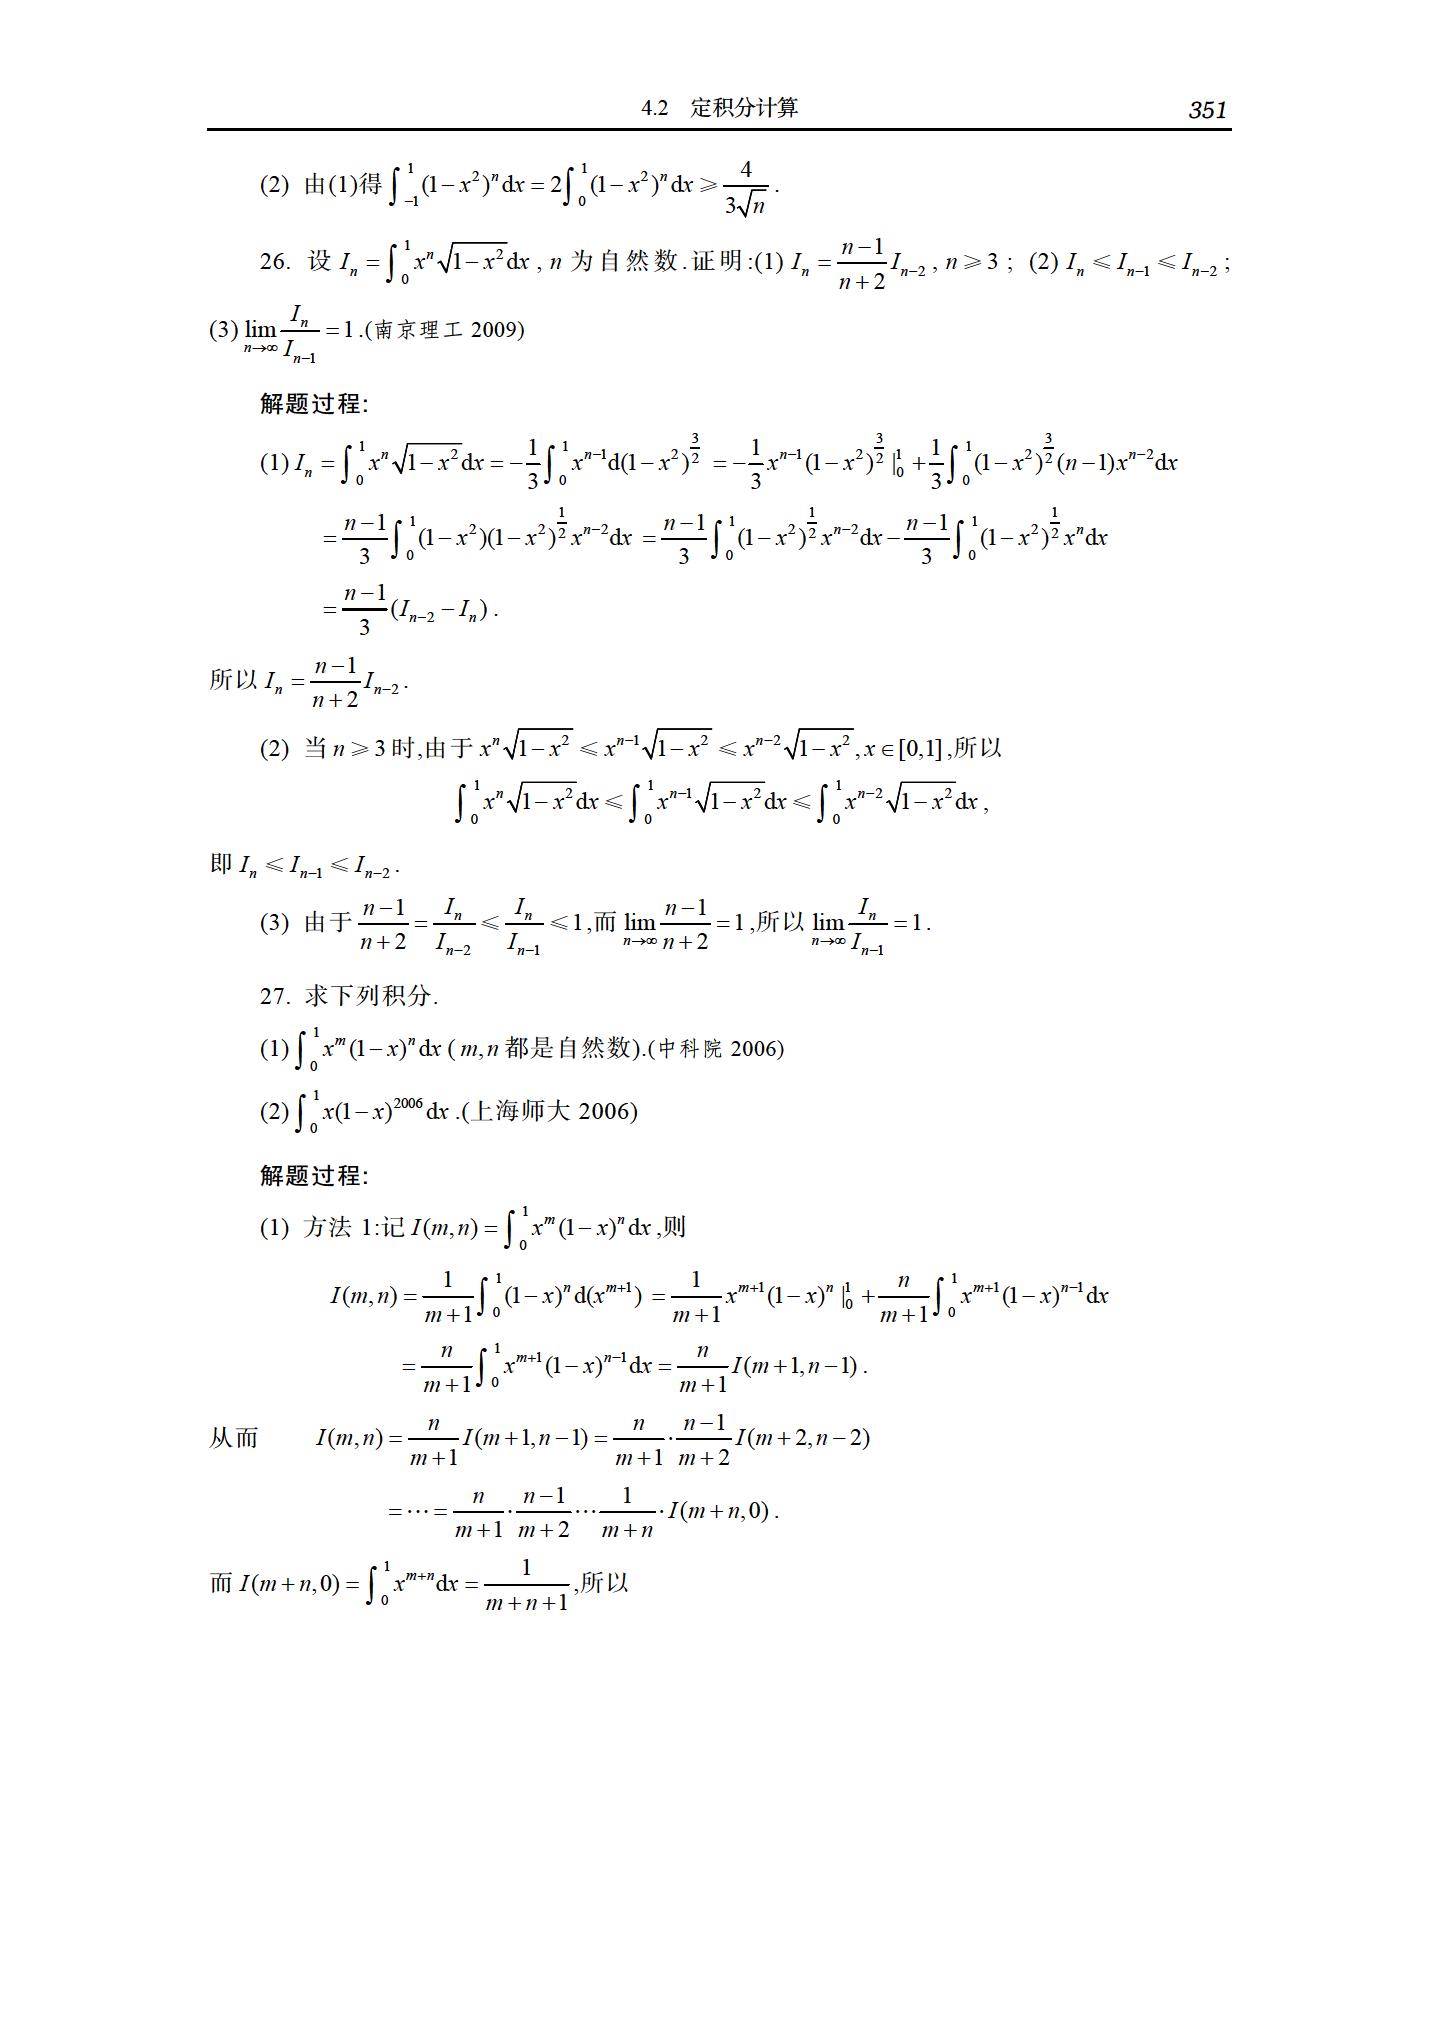 4.2 定积分计算 351
(2) 由(1)得 $\int_{-1}^{1}(1-x^2)^n\mathrm{d}x=2\int_0^1(1-x^2)^n\mathrm{d}x\geqslant\frac{4}{3\sqrt{n}}$.
26. 设 $I_n=\int_0^1 x^n\sqrt{1-x^2}\mathrm{d}x$, $n$ 为自然数.证明:(1) $I_n=\frac{n-1}{n+2}I_{n-2}$, $n\geqslant 3$; (2) $I_n\leqslant I_{n-1}\leqslant I_{n-2}$;
(3) $\lim_{n\to\infty}\frac{I_n}{I_{n-1}}=1$.(南京理工 2009)
解题过程:
(1) $I_n=\int_0^1 x^n\sqrt{1-x^2}\mathrm{d}x=-\frac{1}{3}\int_0^1 x^{n-1}\mathrm{d}(1-x^2)^{\frac{3}{2}}=-\frac{1}{3}x^{n-1}(1-x^2)^{\frac{3}{2}}|_0^1+\frac{1}{3}\int_0^1(1-x^2)^{\frac{3}{2}}(n-1)x^{n-2}\mathrm{d}x$
$=\frac{n-1}{3}\int_0^1(1-x^2)(1-x^2)^{\frac{1}{2}}x^{n-2}\mathrm{d}x=\frac{n-1}{3}\int_0^1(1-x^2)^{\frac{1}{2}}x^{n-2}\mathrm{d}x-\frac{n-1}{3}\int_0^1(1-x^2)^{\frac{1}{2}}x^n\mathrm{d}x$
$=\frac{n-1}{3}(I_{n-2}-I_n)$.
所以 $I_n=\frac{n-1}{n+2}I_{n-2}$.
(2) 当 $n\geqslant 3$ 时,由于 $x^n\sqrt{1-x^2}\leqslant x^{n-1}\sqrt{1-x^2}\leqslant x^{n-2}\sqrt{1-x^2},x\in[0,1]$,所以
$\int_0^1 x^n\sqrt{1-x^2}\mathrm{d}x\leqslant\int_0^1 x^{n-1}\sqrt{1-x^2}\mathrm{d}x\leqslant\int_0^1 x^{n-2}\sqrt{1-x^2}\mathrm{d}x$,
即 $I_n\leqslant I_{n-1}\leqslant I_{n-2}$.
(3) 由于 $\frac{n-1}{n+2}=\frac{I_n}{I_{n-2}}\leqslant\frac{I_n}{I_{n-1}}\leqslant 1$,而 $\lim_{n\to\infty}\frac{n-1}{n+2}=1$,所以 $\lim_{n\to\infty}\frac{I_n}{I_{n-1}}=1$.
27. 求下列积分.
(1) $\int_0^1 x^m(1-x)^n\mathrm{d}x$ ($m,n$ 都是自然数).(中科院 2006)
(2) $\int_0^1 x(1-x)^{2006}\mathrm{d}x$.(上海师大 2006)
解题过程:
(1) 方法 1:记 $I(m,n)=\int_0^1 x^m(1-x)^n\mathrm{d}x$,则
$I(m,n)=\frac{1}{m+1}\int_0^1(1-x)^n\mathrm{d}(x^{m+1})=\frac{1}{m+1}x^{m+1}(1-x)^n|_0^1+\frac{n}{m+1}\int_0^1 x^{m+1}(1-x)^{n-1}\mathrm{d}x$
$=\frac{n}{m+1}\int_0^1 x^{m+1}(1-x)^{n-1}\mathrm{d}x=\frac{n}{m+1}I(m+1,n-1)$.
从而 $I(m,n)=\frac{n}{m+1}I(m+1,n-1)=\frac{n}{m+1}\cdot\frac{n-1}{m+2}I(m+2,n-2)$
$=\cdots=\frac{n}{m+1}\cdot\frac{n-1}{m+2}\cdots\frac{1}{m+n}\cdot I(m+n,0)$.
而 $I(m+n,0)=\int_0^1 x^{m+n}\mathrm{d}x=\frac{1}{m+n+1}$,所以